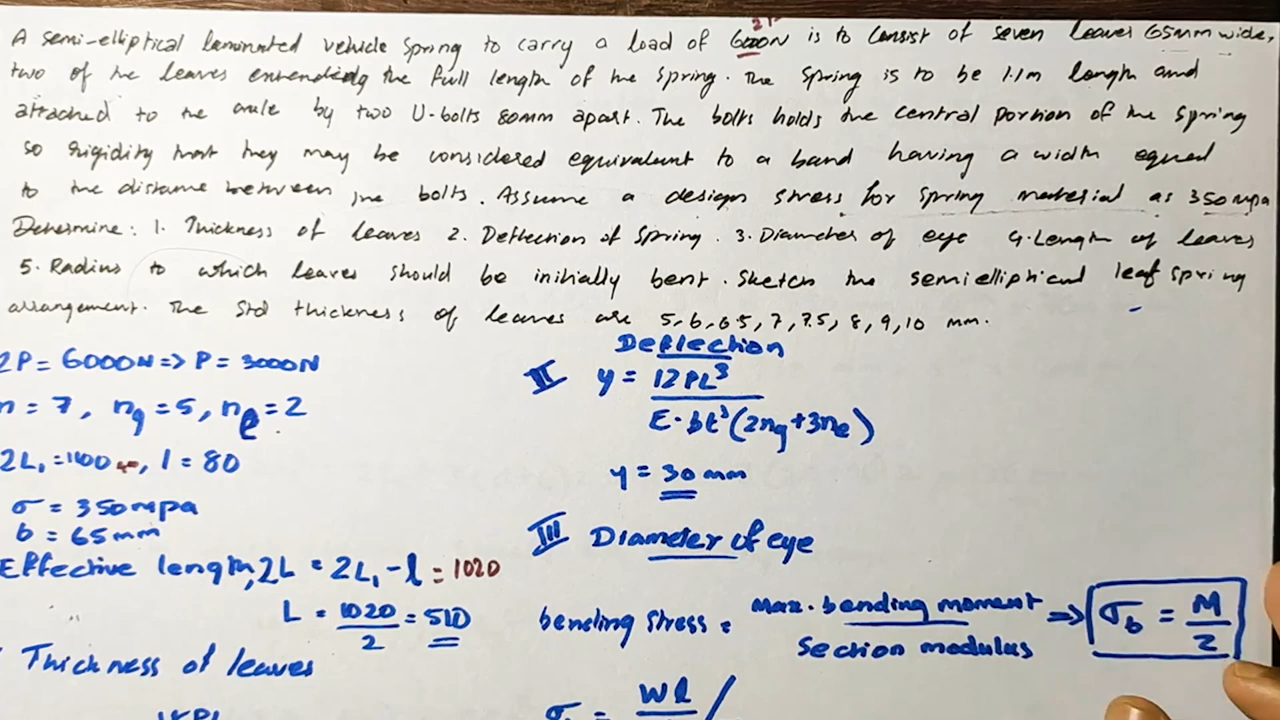 2P
A semi-elliptical laminated vehicle spring to carry a load of 6000N is to consist of seven leaves 65mm wide,
two of the leaves extending the full length of the spring. The spring is to be 1.1m length and
attached to the axle by two U-bolts 80mm apart. The bolts holds the central portion of the spring
so rigidity that they may be considered equivalent to a band having a width equal
to the distance between the bolts. Assume a design stress for spring material as 350 mpa
Determine: 1. Thickness of leaves 2. Deflection of spring. 3. Diameter of eye 4. Length of leaves
5. Radius to which leaves should be initially bent. Sketch the semielliptical leaf spring
arrangement. The std thickness of leaves are 5, 6, 6.5, 7, 7.5, 8, 9, 10 mm.
2P = 6000N => P = 3000N
n = 7, ng = 5, ne = 2
2L1 = 1100, l = 80
σ = 350mpa
b = 65mm
Effective length, 2L = 2L1 - l = 1020
L = 1020/2 = 510
Thickness of leaves
Deflection
II y = 12PL³ / E·bt³(2ng+3ne)
y = 30mm
III Diameter of eye
bending stress = Max. bending moment / Section modulus => σb = M/Z
σb = Wl /